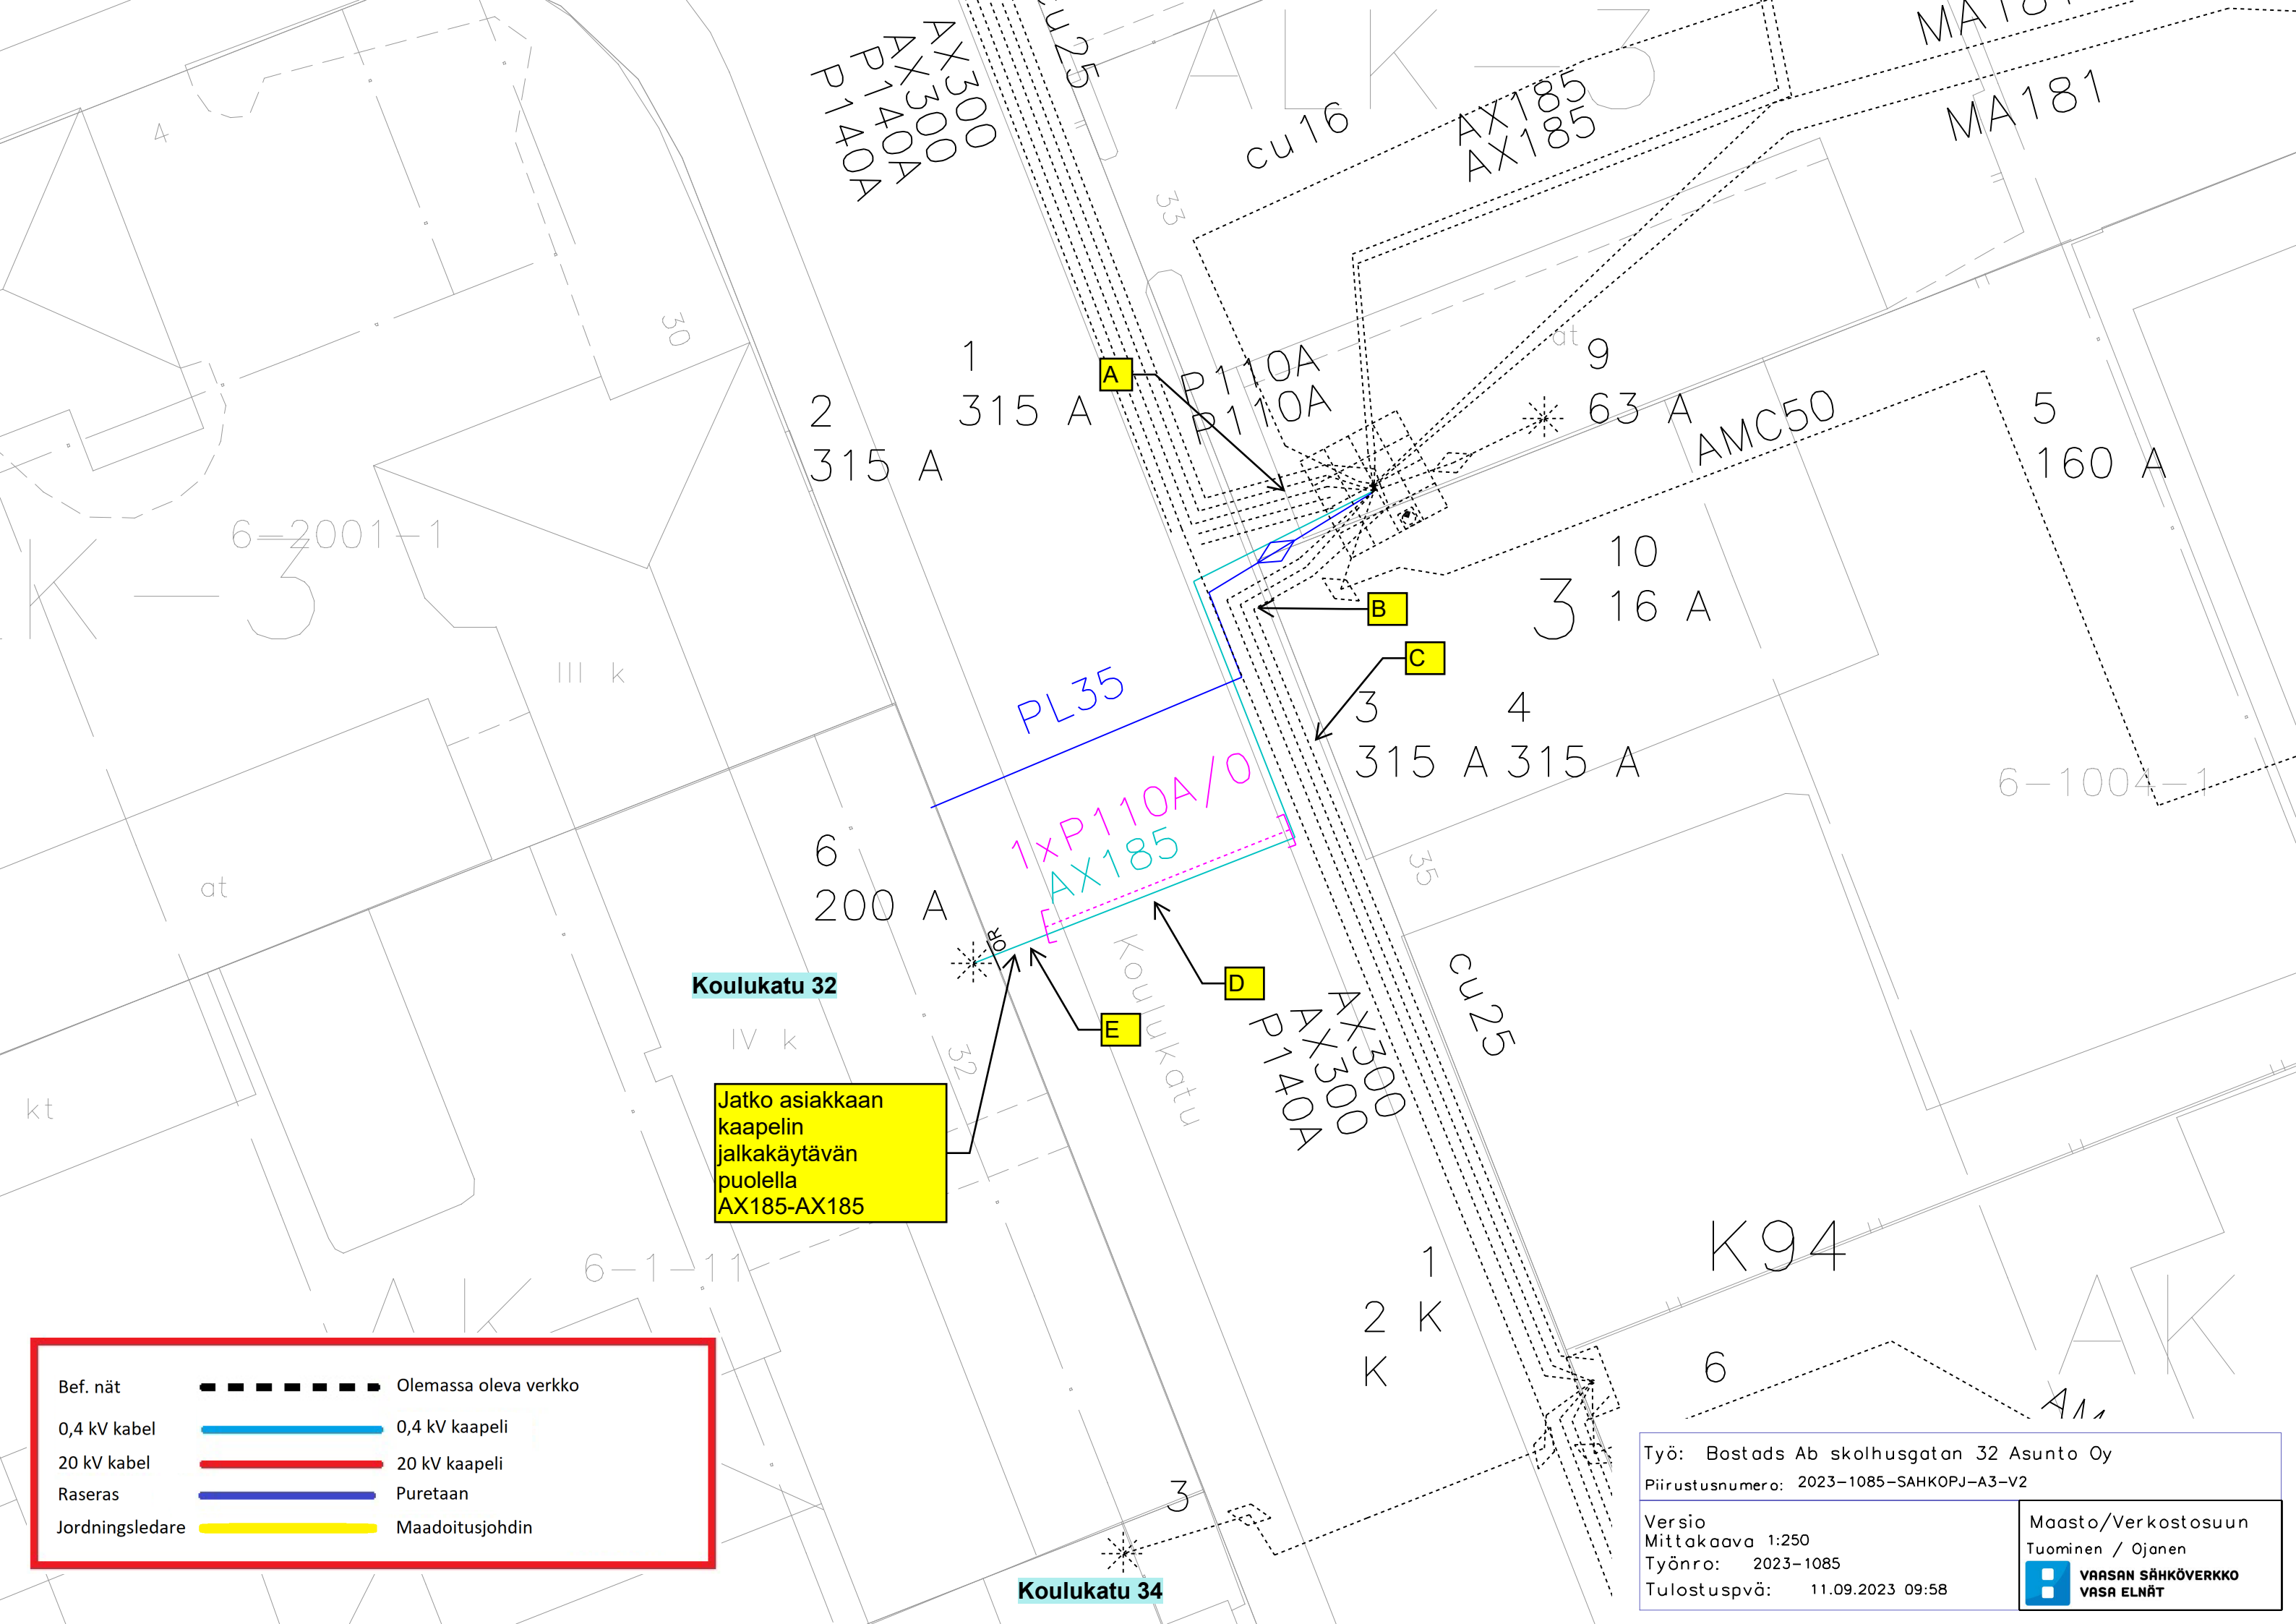 AX300
AX300
P140A
P140A
cu25
ALK-3
MA181
MA181
cu16
AX185
AX185
4
33
30
1
315 A
2
315 A
A
P110A
P110A
at
9
63 A
AMC50
5
160 A
6-2001-1
K-3
10
16 A
3
B
C
III k
PL35
3
315 A
4
315 A
6-1004-1
1xP110A/0
AX185
6
200 A
at
35
OR
Koulukatu 32
D
E
Koulukatu
IV k
32
AX300
AX300
P140A
cu25
kt
Jatko asiakkaan
kaapelin
jalkakäytävän
puolella
AX185-AX185
6-1-11
AK
K94
1
2 K
K
6
AK
3
Koulukatu 34
Bef. nät Olemassa oleva verkko
0,4 kV kabel 0,4 kV kaapeli
20 kV kabel 20 kV kaapeli
Raseras Puretaan
Jordningsledare Maadoitusjohdin
Työ: Bostads Ab skolhusgatan 32 Asunto Oy
Piirustusnumero: 2023-1085-SAHKOPJ-A3-V2
Versio
Mittakaava 1:250
Työnro: 2023-1085
Tulostuspvä: 11.09.2023 09:58
Maasto/Verkostosuun
Tuominen / Ojanen
VAASAN SÄHKÖVERKKO
VASA ELNÄT